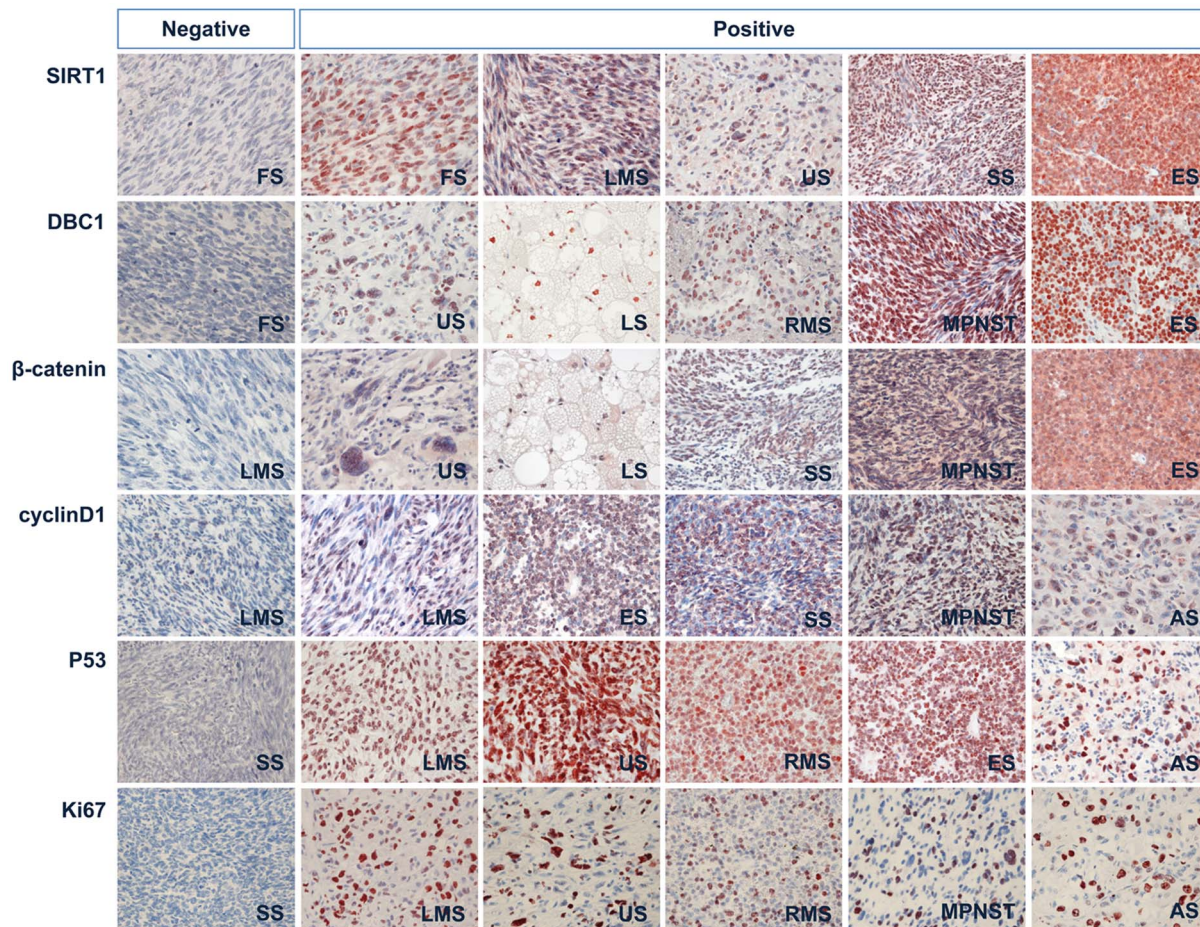 Negative Positive
SIRT1 FS FS LMS US SS ES
DBC1 FS US LS RMS MPNST ES
β-catenin LMS US LS SS MPNST ES
cyclinD1 LMS LMS ES SS MPNST AS
P53 SS LMS US RMS ES AS
Ki67 SS LMS US RMS MPNST AS